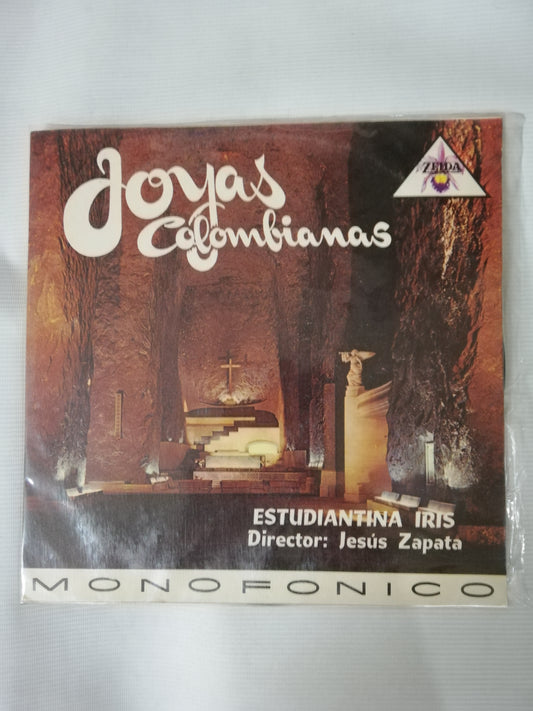 Joyas
Colombianas
ZEIDA
ESTUDIANTINA IRIS
Director: Jesús Zapata
MONOFONICO